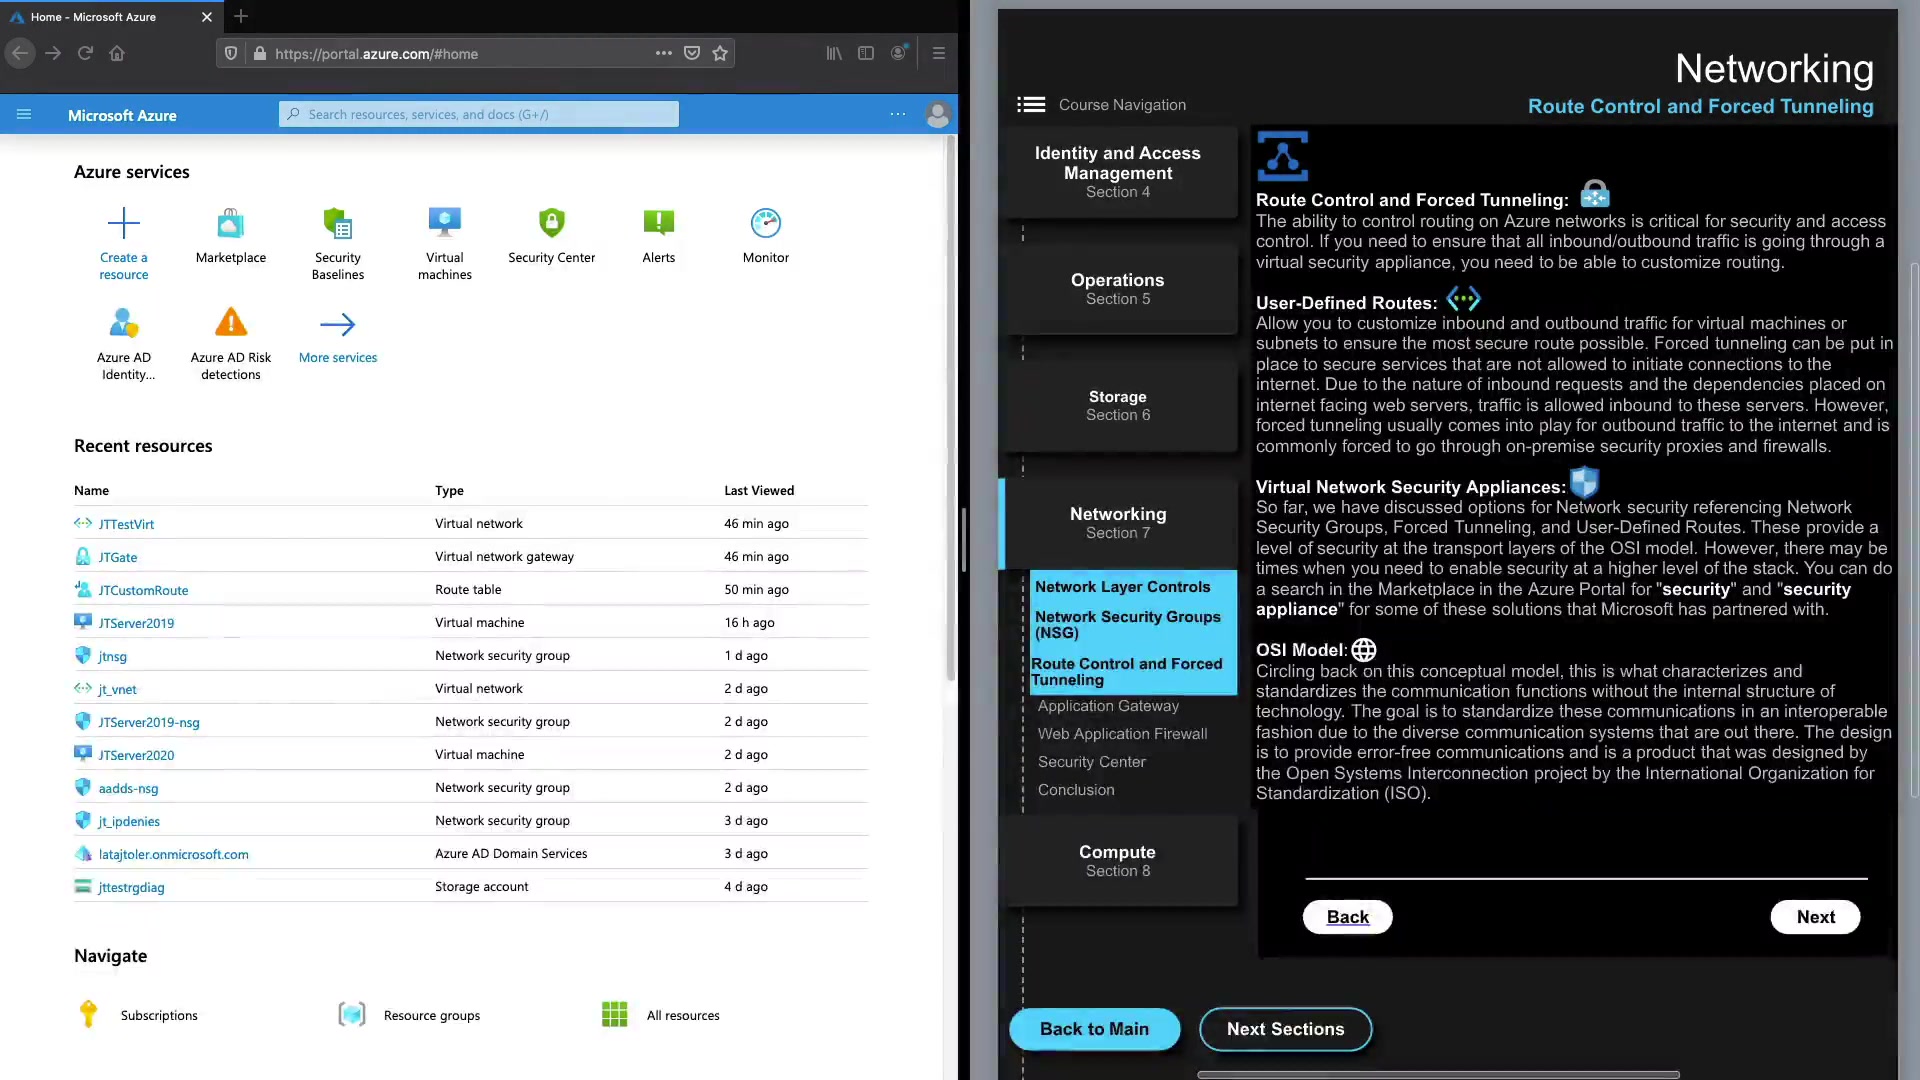 Home - Microsoft Azure
https://portal.azure.com/#home
Microsoft Azure
Search resources, services, and docs (G+/)
Azure services
Create a resource
Marketplace
Security Baselines
Virtual machines
Security Center
Alerts
Monitor
Azure AD Identity...
Azure AD Risk detections
More services
Recent resources
Name Type Last Viewed
JTTestVirt Virtual network 46 min ago
JTGate Virtual network gateway 46 min ago
JTCustomRoute Route table 50 min ago
JTServer2019 Virtual machine 16 h ago
jtnsg Network security group 1 d ago
jt_vnet Virtual network 2 d ago
JTServer2019-nsg Network security group 2 d ago
JTServer2020 Virtual machine 2 d ago
aadds-nsg Network security group 2 d ago
jt_ipdenies Network security group 3 d ago
latajtoler.onmicrosoft.com Azure AD Domain Services 3 d ago
jttestrgdiag Storage account 4 d ago
Navigate
Subscriptions Resource groups All resources
Networking
Route Control and Forced Tunneling
Course Navigation
Identity and Access
Management
Section 4
Operations
Section 5
Storage
Section 6
Networking
Section 7
Network Layer Controls
Network Security Groups
(NSG)
Route Control and Forced
Tunneling
Application Gateway
Web Application Firewall
Security Center
Conclusion
Compute
Section 8
Route Control and Forced Tunneling:
The ability to control routing on Azure networks is critical for security and access
control. If you need to ensure that all inbound/outbound traffic is going through a
virtual security appliance, you need to be able to customize routing.
User-Defined Routes:
Allow you to customize inbound and outbound traffic for virtual machines or
subnets to ensure the most secure route possible. Forced tunneling can be put in
place to secure services that are not allowed to initiate connections to the
internet. Due to the nature of inbound requests and the dependencies placed on
internet facing web servers, traffic is allowed inbound to these servers. However,
forced tunneling usually comes into play for outbound traffic to the internet and is
commonly forced to go through on-premise security proxies and firewalls.
Virtual Network Security Appliances:
So far, we have discussed options for Network security referencing Network
Security Groups, Forced Tunneling, and User-Defined Routes. These provide a
level of security at the transport layers of the OSI model. However, there may be
times when you need to enable security at a higher level of the stack. You can do
a search in the Marketplace in the Azure Portal for "security" and "security
appliance" for some of these solutions that Microsoft has partnered with.
OSI Model:
Circling back on this conceptual model, this is what characterizes and
standardizes the communication functions without the internal structure of
technology. The goal is to standardize these communications in an interoperable
fashion due to the diverse communication systems that are out there. The design
is to provide error-free communications and is a product that was designed by
the Open Systems Interconnection project by the International Organization for
Standardization (ISO).
Back
Next
Back to Main
Next Sections